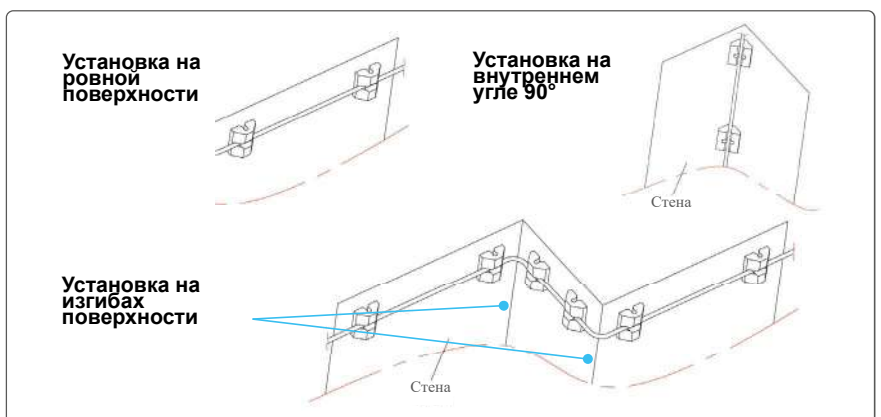 Установка на
ровной
поверхности
Установка на
внутреннем
угле 90°
Стена
Установка на
изгибах
поверхности
Стена